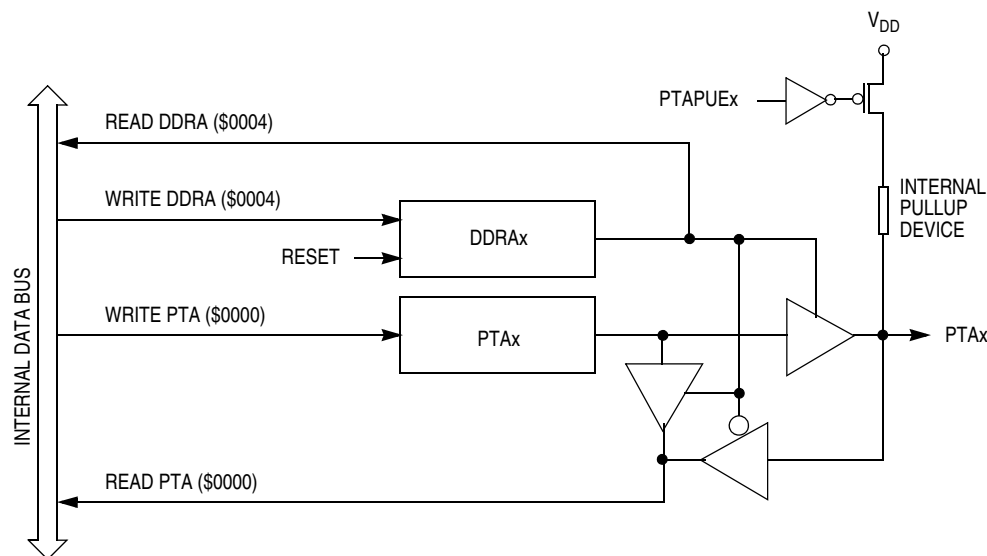 VDD
PTAPUEx
READ DDRA ($0004)
WRITE DDRA ($0004)
INTERNAL
PULLUP
DEVICE
DDRAx
RESET
INTERNAL DATA BUS
WRITE PTA ($0000)
PTAx
PTAx
READ PTA ($0000)